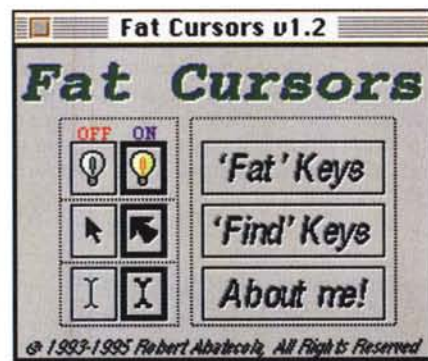 Fat Cursors v1.2
Fat Cursors
OFF ON
'Fat' Keys
'Find' Keys
About me!
© 1993-1995 Robert Abatecola, All Rights Reserved